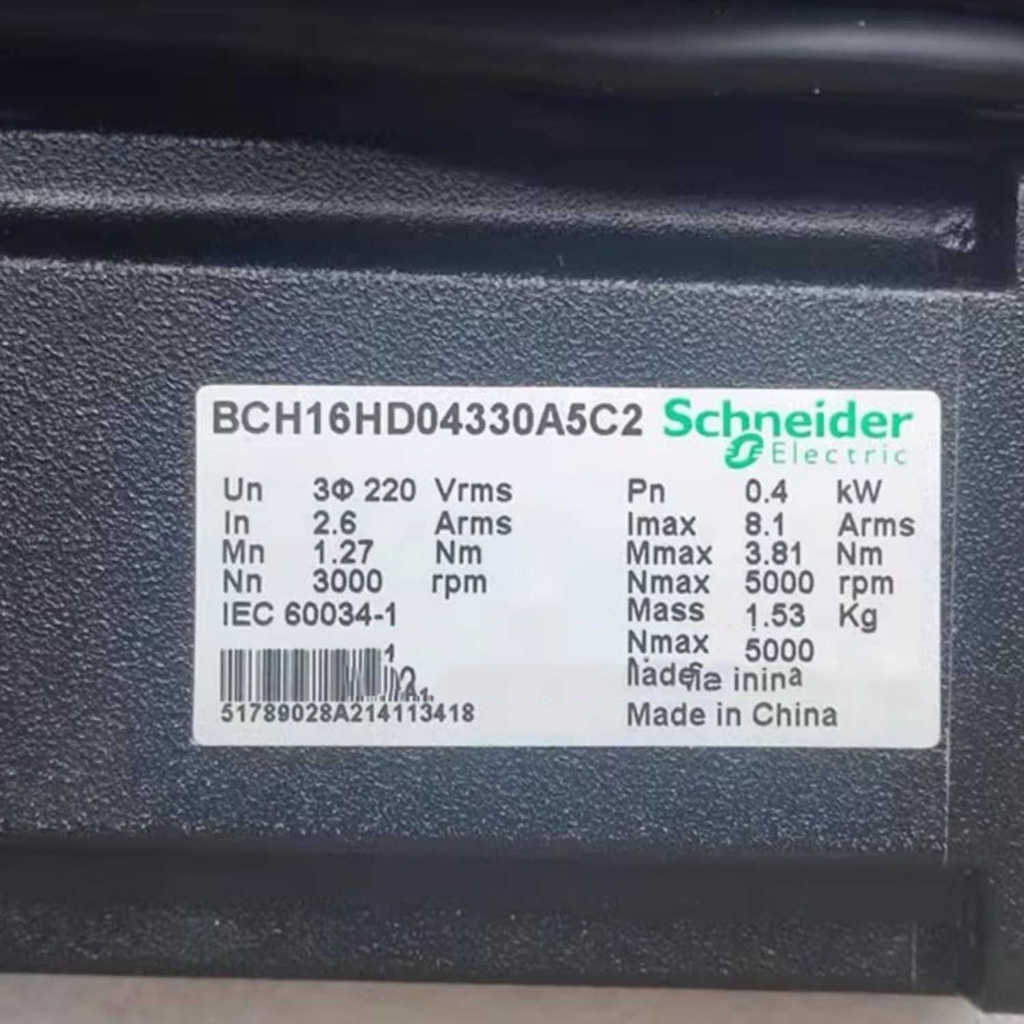 BCH16HD04330A5C2
Schneider
Electric
Un 3Φ 220 Vrms
In 2.6 Arms
Mn 1.27 Nm
Nn 3000 rpm
IEC 60034-1
51789028A214113418
Pn 0.4 kW
Imax 8.1 Arms
Mmax 3.81 Nm
Nmax 5000 rpm
Mass 1.53 Kg
Nmax 5000
Made in China